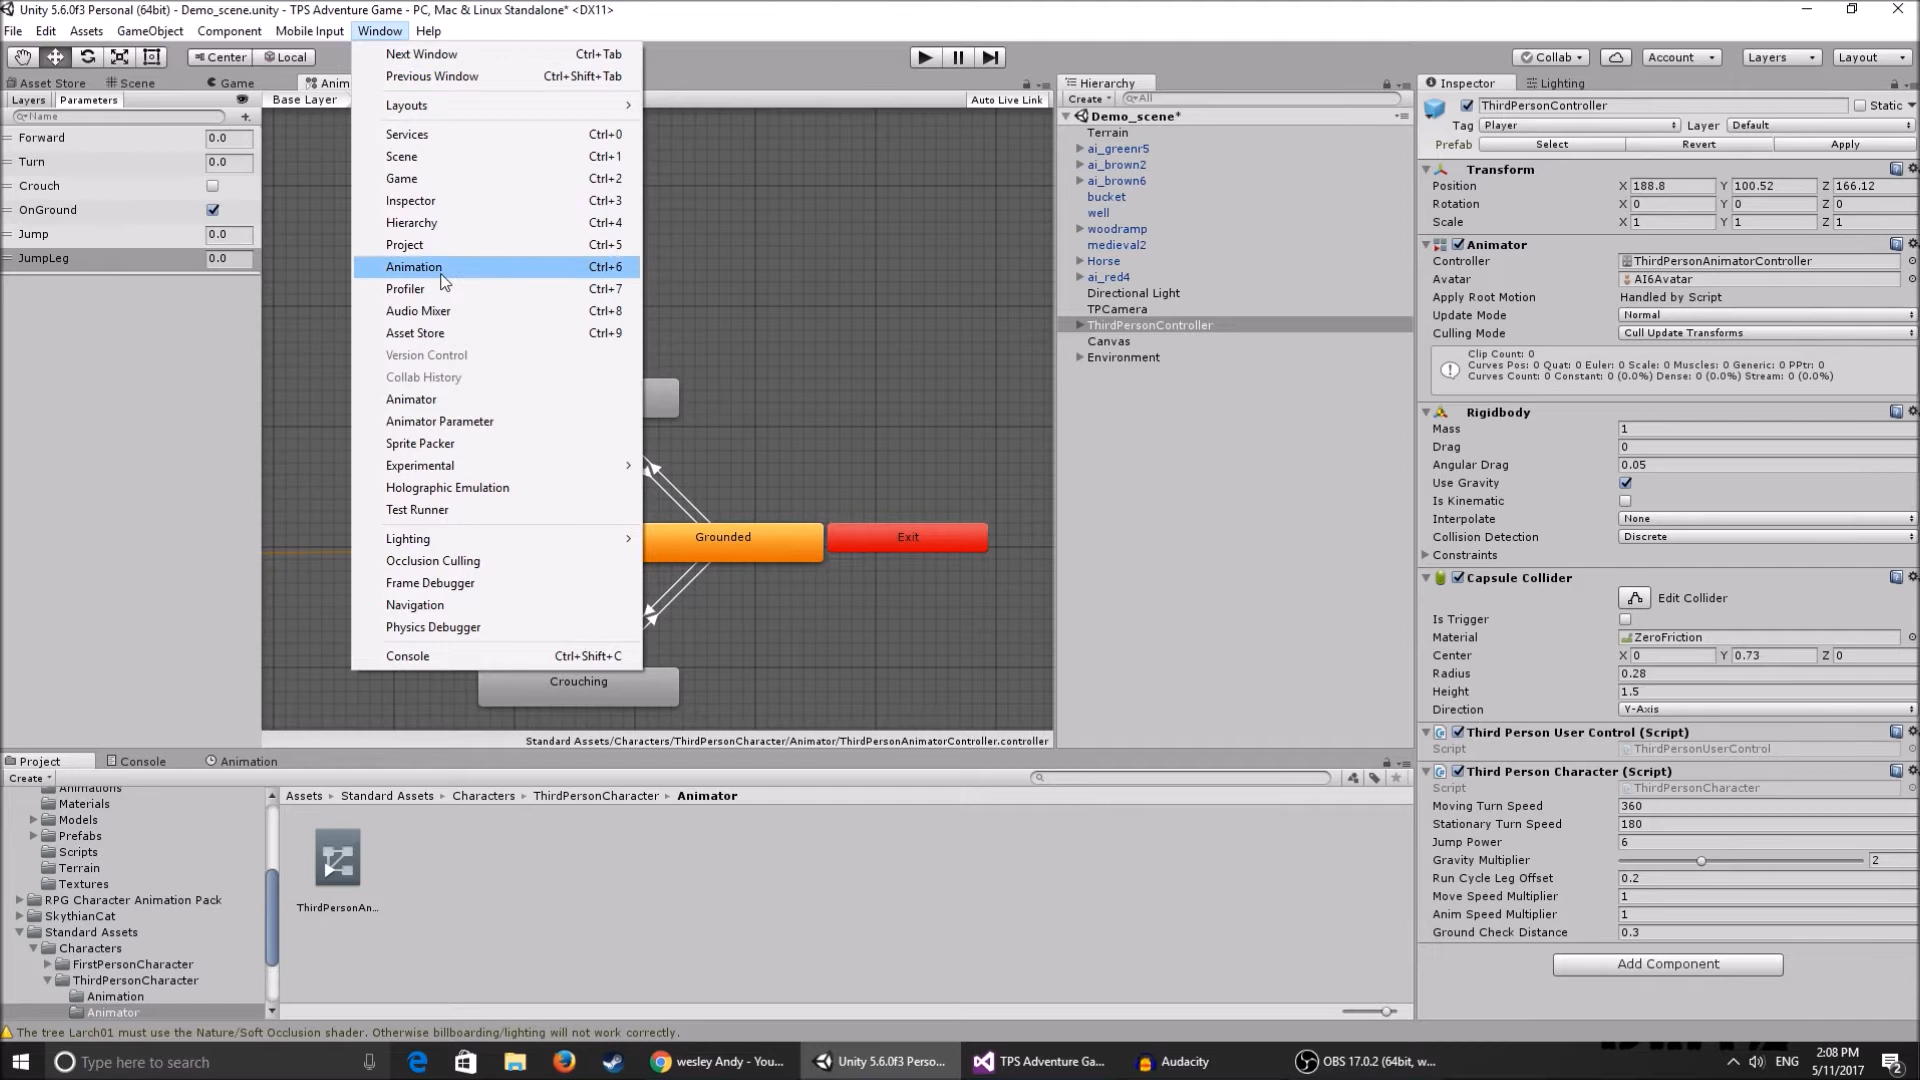 Unity 5.6.0f3 Personal (64bit) - Demo_scene.unity - TPS Adventure Game - PC, Mac & Linux Standalone* <DX11>
File Edit Assets GameObject Component Mobile Input Window Help
Center Local Collab Account Layers Layout
Asset Store Scene Game Anim
Layers Parameters Base Layer Auto Live Link
Name
Forward 0.0
Turn 0.0
Crouch
OnGround
Jump 0.0
JumpLeg 0.0
Next Window Ctrl+Tab
Previous Window Ctrl+Shift+Tab
Layouts
Services Ctrl+0
Scene Ctrl+1
Game Ctrl+2
Inspector Ctrl+3
Hierarchy Ctrl+4
Project Ctrl+5
Animation Ctrl+6
Profiler Ctrl+7
Audio Mixer Ctrl+8
Asset Store Ctrl+9
Version Control
Collab History
Animator
Animator Parameter
Sprite Packer
Experimental
Holographic Emulation
Test Runner
Lighting
Occlusion Culling
Frame Debugger
Navigation
Physics Debugger
Console Ctrl+Shift+C
Grounded
Exit
Crouching
Standard Assets/Characters/ThirdPersonCharacter/Animator/ThirdPersonAnimatorController.controller
Hierarchy
Create All
Demo_scene*
Terrain
ai_greenr5
ai_brown2
ai_brown6
bucket
well
woodramp
medieval2
Horse
ai_red4
Directional Light
TPCamera
ThirdPersonController
Canvas
Environment
Inspector Lighting
ThirdPersonController Static
Tag Player Layer Default
Prefab Select Revert Apply
Transform
Position X 188.8 Y 100.52 Z 166.12
Rotation X 0 Y 0 Z 0
Scale X 1 Y 1 Z 1
Animator
Controller ThirdPersonAnimatorController
Avatar AI6Avatar
Apply Root Motion Handled by Script
Update Mode Normal
Culling Mode Cull Update Transforms
Clip Count: 0
Curves Pos: 0 Quat: 0 Euler: 0 Scale: 0 Muscles: 0 Generic: 0 PPtr: 0
Curves Count: 0 Constant: 0 (0.0%) Dense: 0 (0.0%) Stream: 0 (0.0%)
Rigidbody
Mass 1
Drag 0
Angular Drag 0.05
Use Gravity
Is Kinematic
Interpolate None
Collision Detection Discrete
Constraints
Capsule Collider
Edit Collider
Is Trigger
Material ZeroFriction
Center X 0 Y 0.73 Z 0
Radius 0.28
Height 1.5
Direction Y-Axis
Third Person User Control (Script)
Script ThirdPersonUserControl
Third Person Character (Script)
Script ThirdPersonCharacter
Moving Turn Speed 360
Stationary Turn Speed 180
Jump Power 6
Gravity Multiplier 2
Run Cycle Leg Offset 0.2
Move Speed Multiplier 1
Anim Speed Multiplier 1
Ground Check Distance 0.3
Add Component
Project Console Animation
Create
Animations
Materials
Models
Prefabs
Scripts
Terrain
Textures
RPG Character Animation Pack
SkythianCat
Standard Assets
Characters
FirstPersonCharacter
ThirdPersonCharacter
Animation
Animator
Assets Standard Assets Characters ThirdPersonCharacter Animator
ThirdPersonAn...
The tree Larch01 must use the Nature/Soft Occlusion shader. Otherwise billboarding/lighting will not work correctly.
Type here to search
wesley Andy - You...
Unity 5.6.0f3 Perso...
TPS Adventure Ga...
Audacity
OBS 17.0.2 (64bit, w...
ENG
2:08 PM
5/11/2017
2